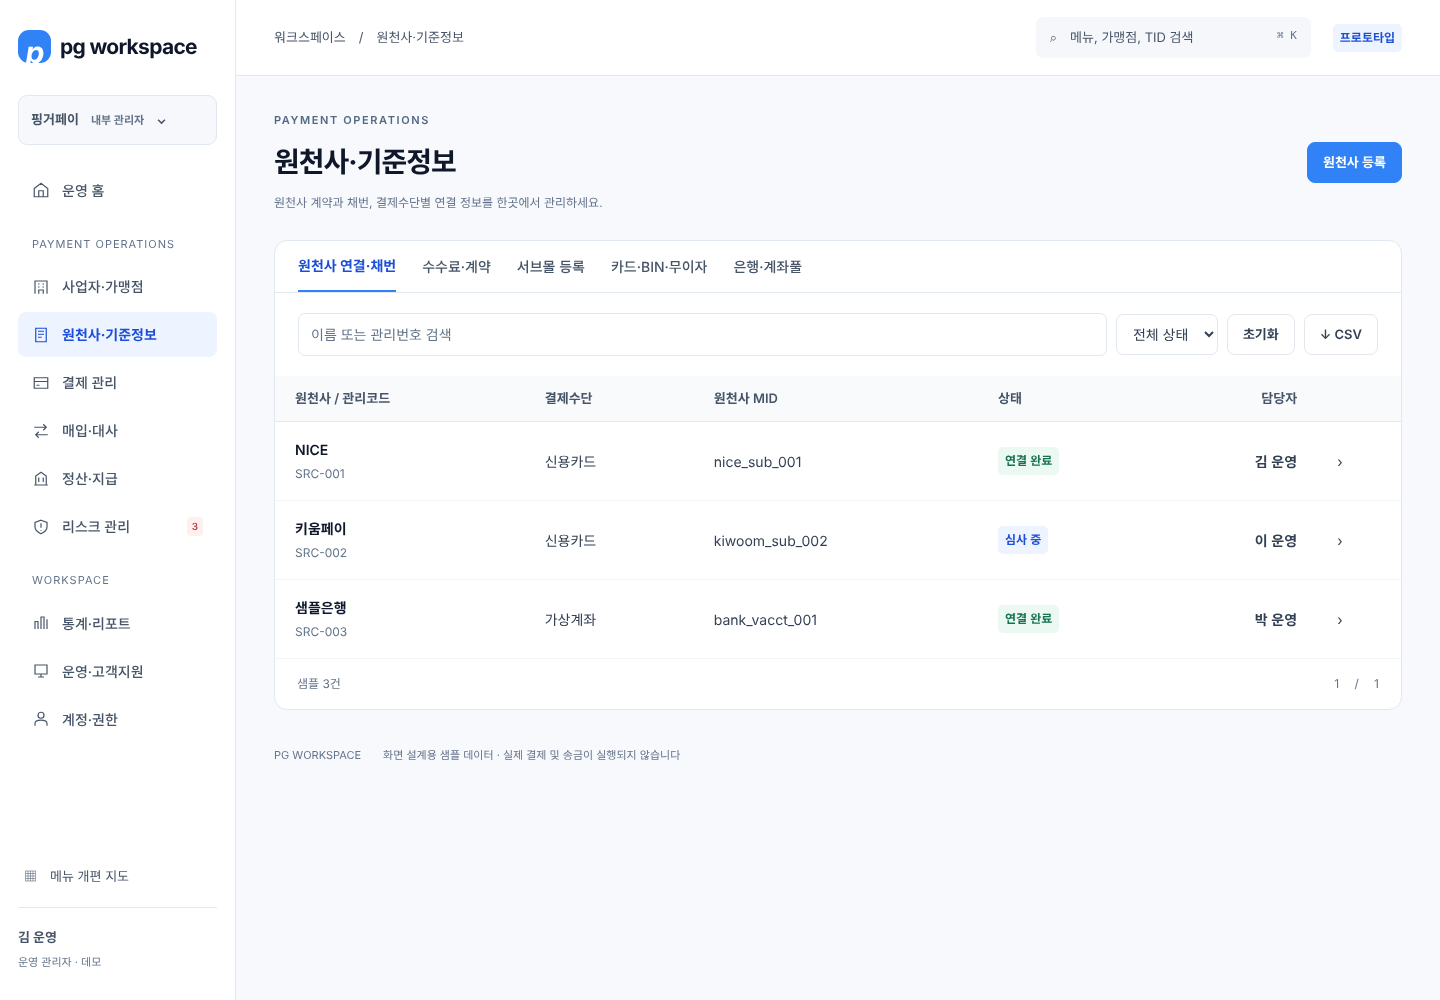 pg workspace
핑거페이 내부 관리자
운영 홈
PAYMENT OPERATIONS
사업자·가맹점
원천사·기준정보
결제 관리
매입·대사
정산·지급
리스크 관리 3
WORKSPACE
통계·리포트
운영·고객지원
계정·권한
메뉴 개편 지도
김 운영
운영 관리자 · 데모
워크스페이스 / 원천사·기준정보
메뉴, 가맹점, TID 검색 ⌘ K
프로토타입
PAYMENT OPERATIONS
원천사·기준정보
원천사 등록
원천사 계약과 채번, 결제수단별 연결 정보를 한곳에서 관리하세요.
원천사 연결·채번 수수료·계약 서브몰 등록 카드·BIN·무이자 은행·계좌풀
이름 또는 관리번호 검색 전체 상태 초기화 ↓ CSV
원천사 / 관리코드 결제수단 원천사 MID 상태 담당자
NICE
SRC-001 신용카드 nice_sub_001 연결 완료 김 운영 ›
키움페이
SRC-002 신용카드 kiwoom_sub_002 심사 중 이 운영 ›
샘플은행
SRC-003 가상계좌 bank_vacct_001 연결 완료 박 운영 ›
샘플 3건 1 / 1
PG WORKSPACE 화면 설계용 샘플 데이터 · 실제 결제 및 송금이 실행되지 않습니다